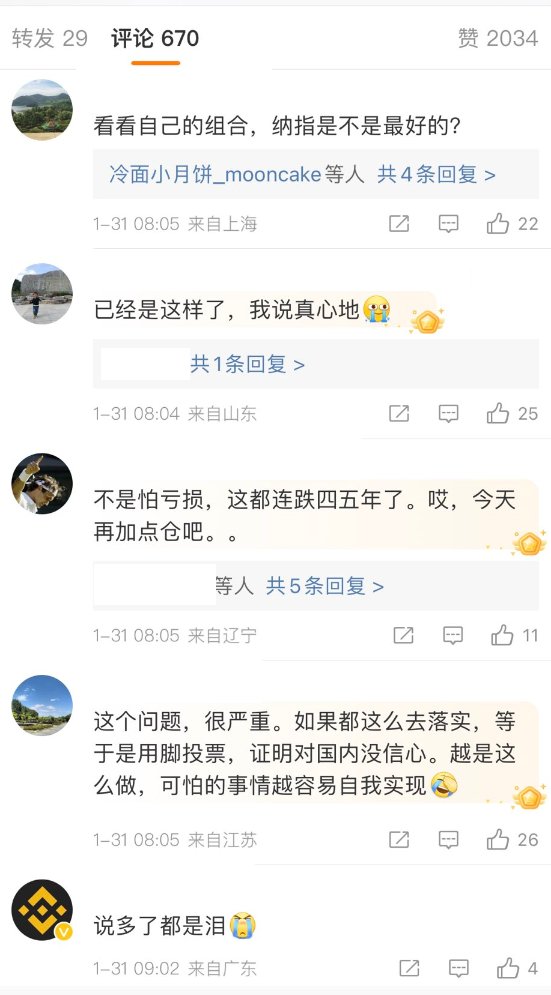 转发 29 评论 670 赞 2034
看看自己的组合，纳指是不是最好的？
冷面小月饼_mooncake等人 共4条回复 >
1-31 08:05 来自上海 22
已经是这样了，我说真心地
共1条回复 >
1-31 08:04 来自山东 25
不是怕亏损，这都连跌四五年了。哎，今天
再加点仓吧。。
等人 共5条回复 >
1-31 08:05 来自辽宁 11
这个问题，很严重。如果都这么去落实，等
于是用脚投票，证明对国内没信心。越是这
么做，可怕的事情越容易自我实现
1-31 08:05 来自江苏 26
说多了都是泪
1-31 09:02 来自广东 4